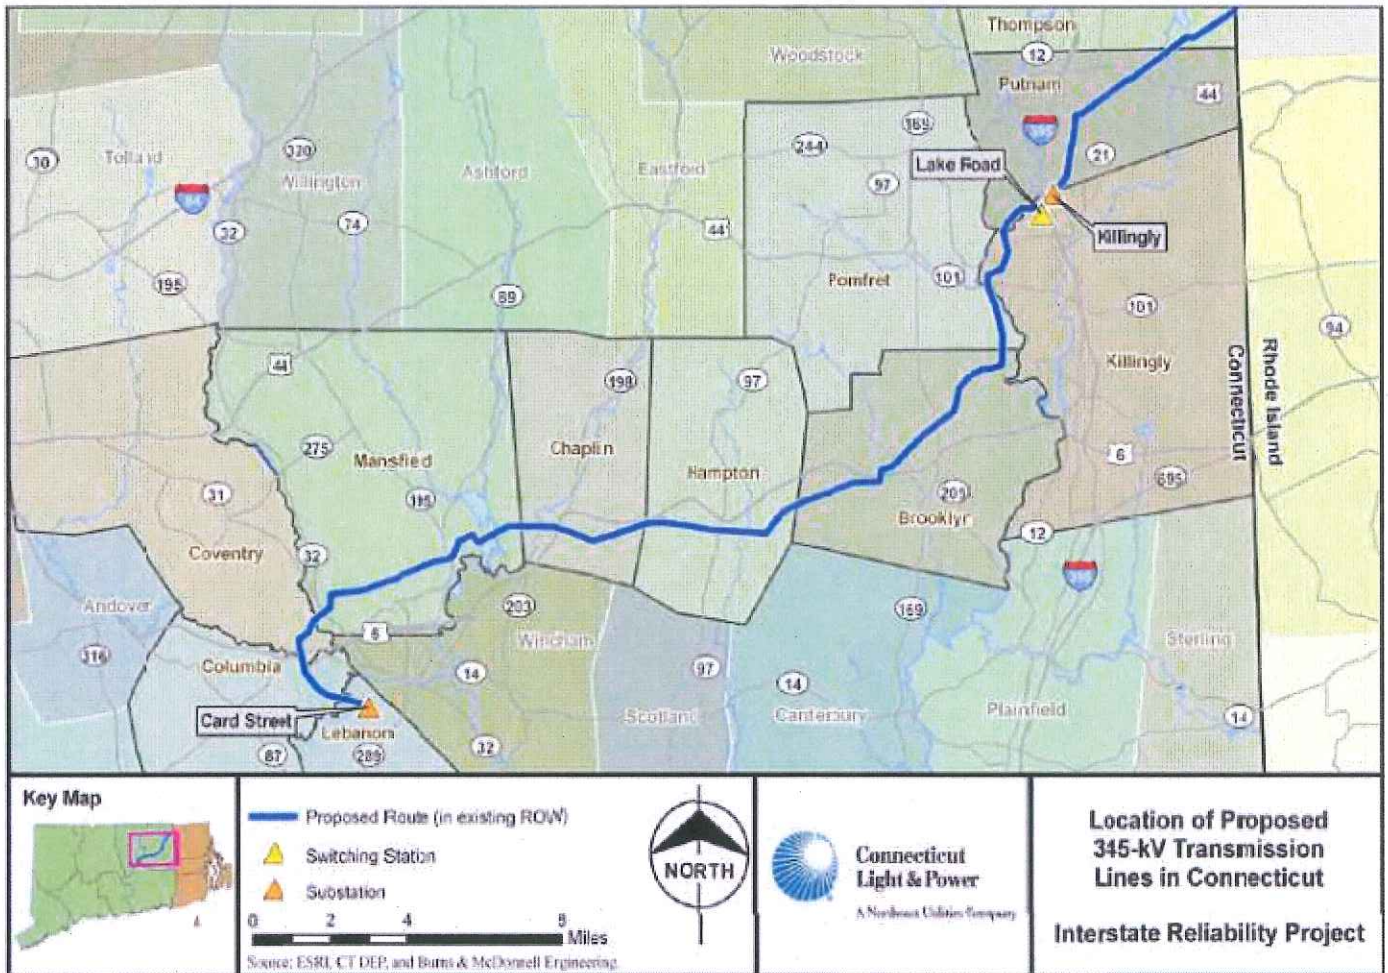 Thompson
12
Woodstock
Putnam
44
169
395
244
21
30
Tolland
320
Willington
Ashford
Eastford
Lake Road
97
84
32
74
44
Killingly
195
89
Pomfret
101
101
94
Connecticut
Rhode Island
44
198
97
Killingly
275
Mansfield
Chaplin
Hampton
6
695
31
195
205
Brooklyn
Coventry
32
12
395
Andover
203
169
6
Windham
Sterling
316
Columbia
14
97
14
Card Street
Scotland
Canterbury
Plainfield
14
Lebanon
32
87
289
Key Map
Proposed Route (in existing ROW)
Switching Station
Substation
0 2 4 8
Miles
Source: ESRI, CT DEP, and Burns & McDonnell Engineering
NORTH
Connecticut
Light & Power
A Northeast Utilities Company
Location of Proposed
345-kV Transmission
Lines in Connecticut
Interstate Reliability Project